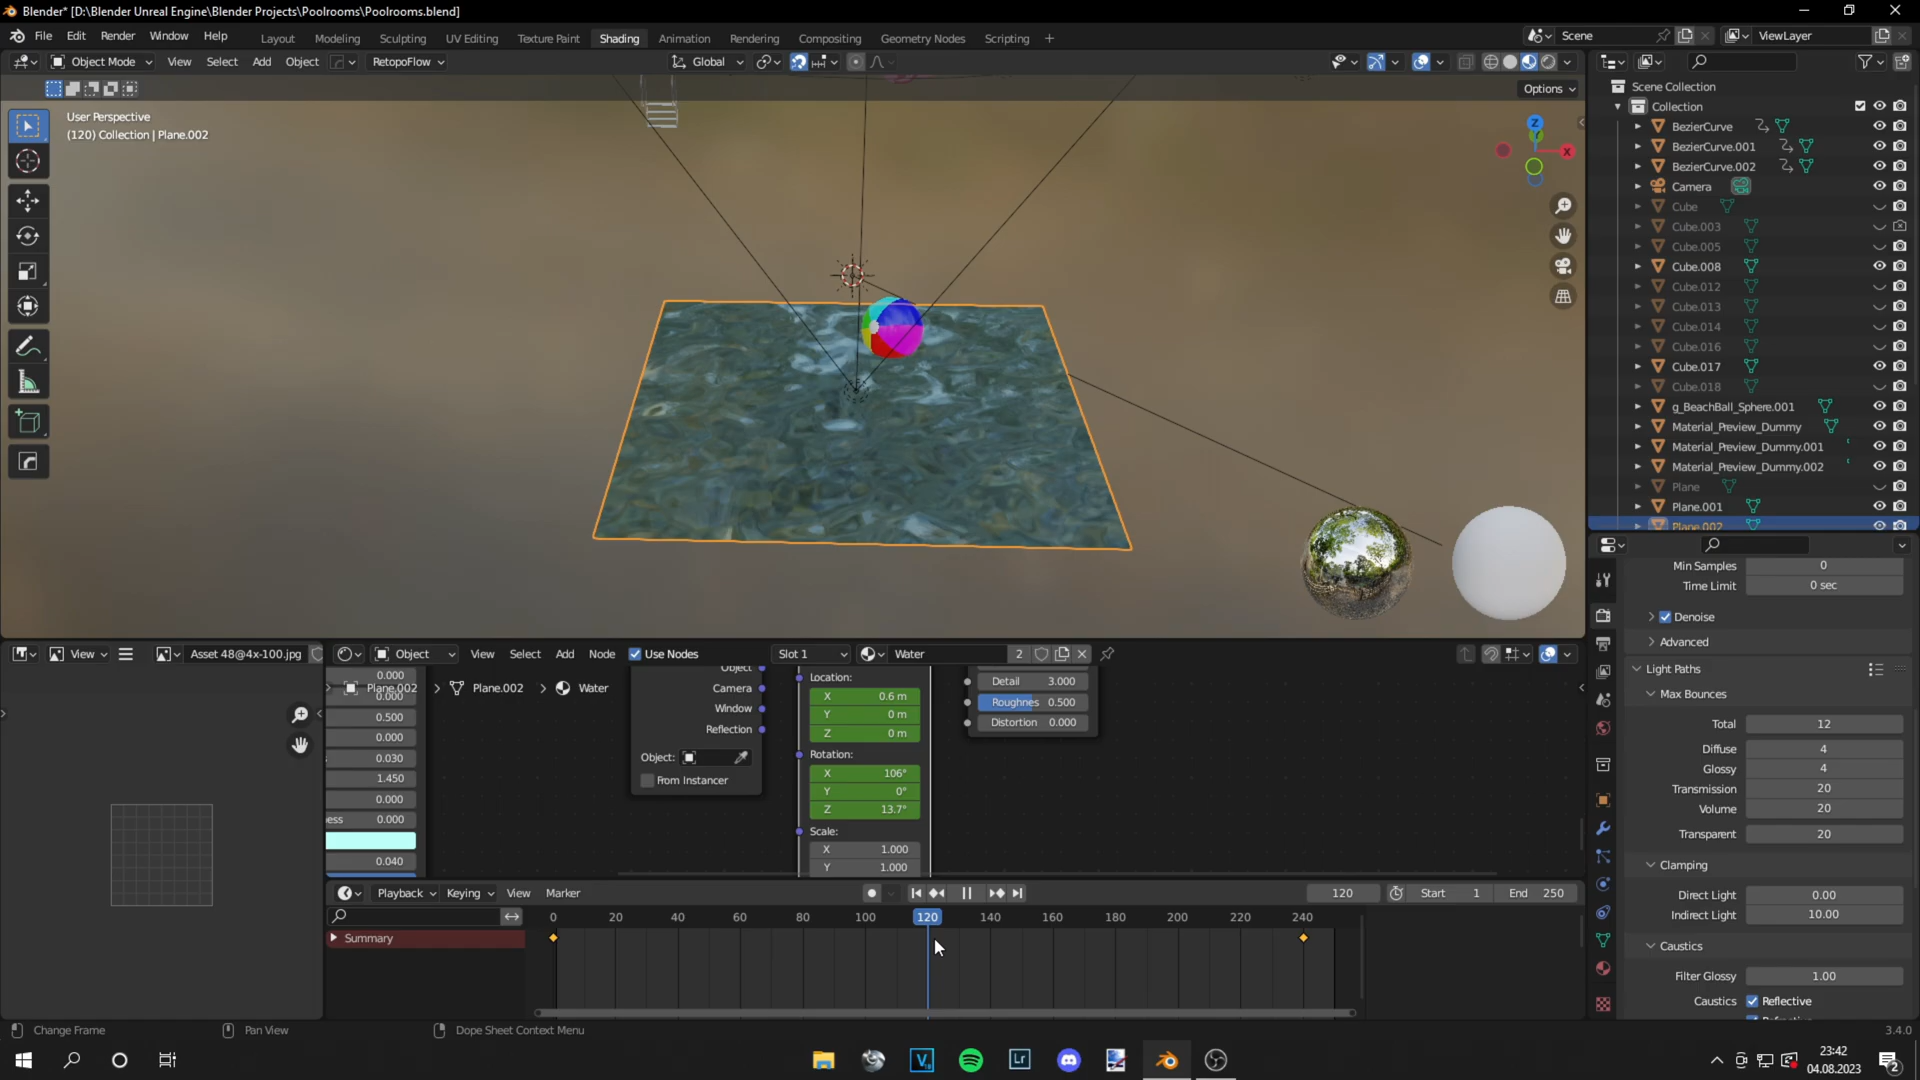 Blender* [D:\Blender Unreal Engine\Blender Projects\Poolrooms\Poolrooms.blend]
File Edit Render Window Help Layout Modeling Sculpting UV Editing Texture Paint Shading Animation Rendering Compositing Geometry Nodes Scripting + Scene ViewLayer
Object Mode View Select Add Object RetopoFlow Global
Options
User Perspective
(120) Collection | Plane.002
Z
X
Scene Collection
Collection
BezierCurve
BezierCurve.001
BezierCurve.002
Camera
Cube
Cube.003
Cube.005
Cube.008
Cube.012
Cube.013
Cube.014
Cube.016
Cube.017
Cube.018
g_BeachBall_Sphere.001
Material_Preview_Dummy
Material_Preview_Dummy.001
Material_Preview_Dummy.002
Plane
Plane.001
Plane.002
Min Samples 0
Time Limit 0 sec
Denoise
Advanced
Light Paths
Max Bounces
Total 12
Diffuse 4
Glossy 4
Transmission 20
Volume 20
Transparent 20
Clamping
Direct Light 0.00
Indirect Light 10.00
Caustics
Filter Glossy 1.00
Caustics Reflective
View Asset 48@4x-100.jpg
Object View Select Add Node Use Nodes Slot 1 Water 2
Plane.002 > Plane.002 > Water
0.000
0.000
0.500
0.000
0.030
1.450
0.000
ess 0.000
0.040
Object
Camera
Window
Reflection
Object:
From Instancer
Location:
X 0.6 m
Y 0 m
Z 0 m
Rotation:
X 106°
Y 0°
Z 13.7°
Scale:
X 1.000
Y 1.000
Detail 3.000
Roughnes 0.500
Distortion 0.000
Playback Keying View Marker 120 Start 1 End 250
0 20 40 60 80 100 120 140 160 180 200 220 240
Summary
Change Frame Pan View Dope Sheet Context Menu 3.4.0
Lr
23:42
04.08.2023
2